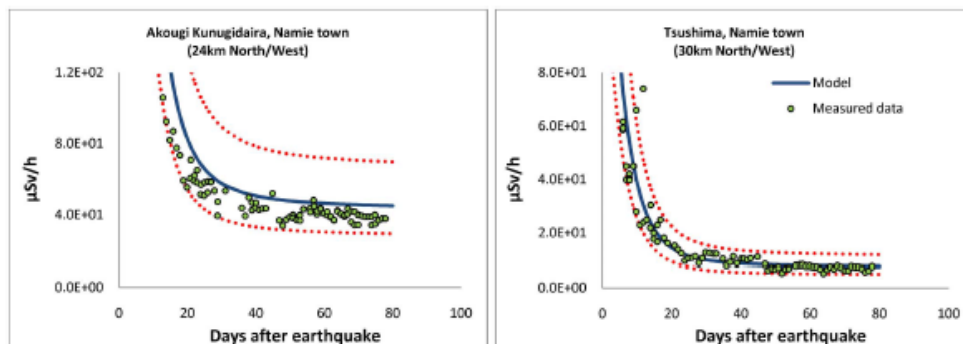 Akougi Kunugidaira, Namie town
(24km North/West)
1.2E+02
8.0E+01
4.0E+01
0.0E+00
µSv/h
0 20 40 60 80 100
Days after earthquake
Tsushima, Namie town
(30km North/West)
8.0E+01
6.0E+01
4.0E+01
2.0E+01
0.0E+00
µSv/h
Model
Measured data
0 20 40 60 80 100
Days after earthquake